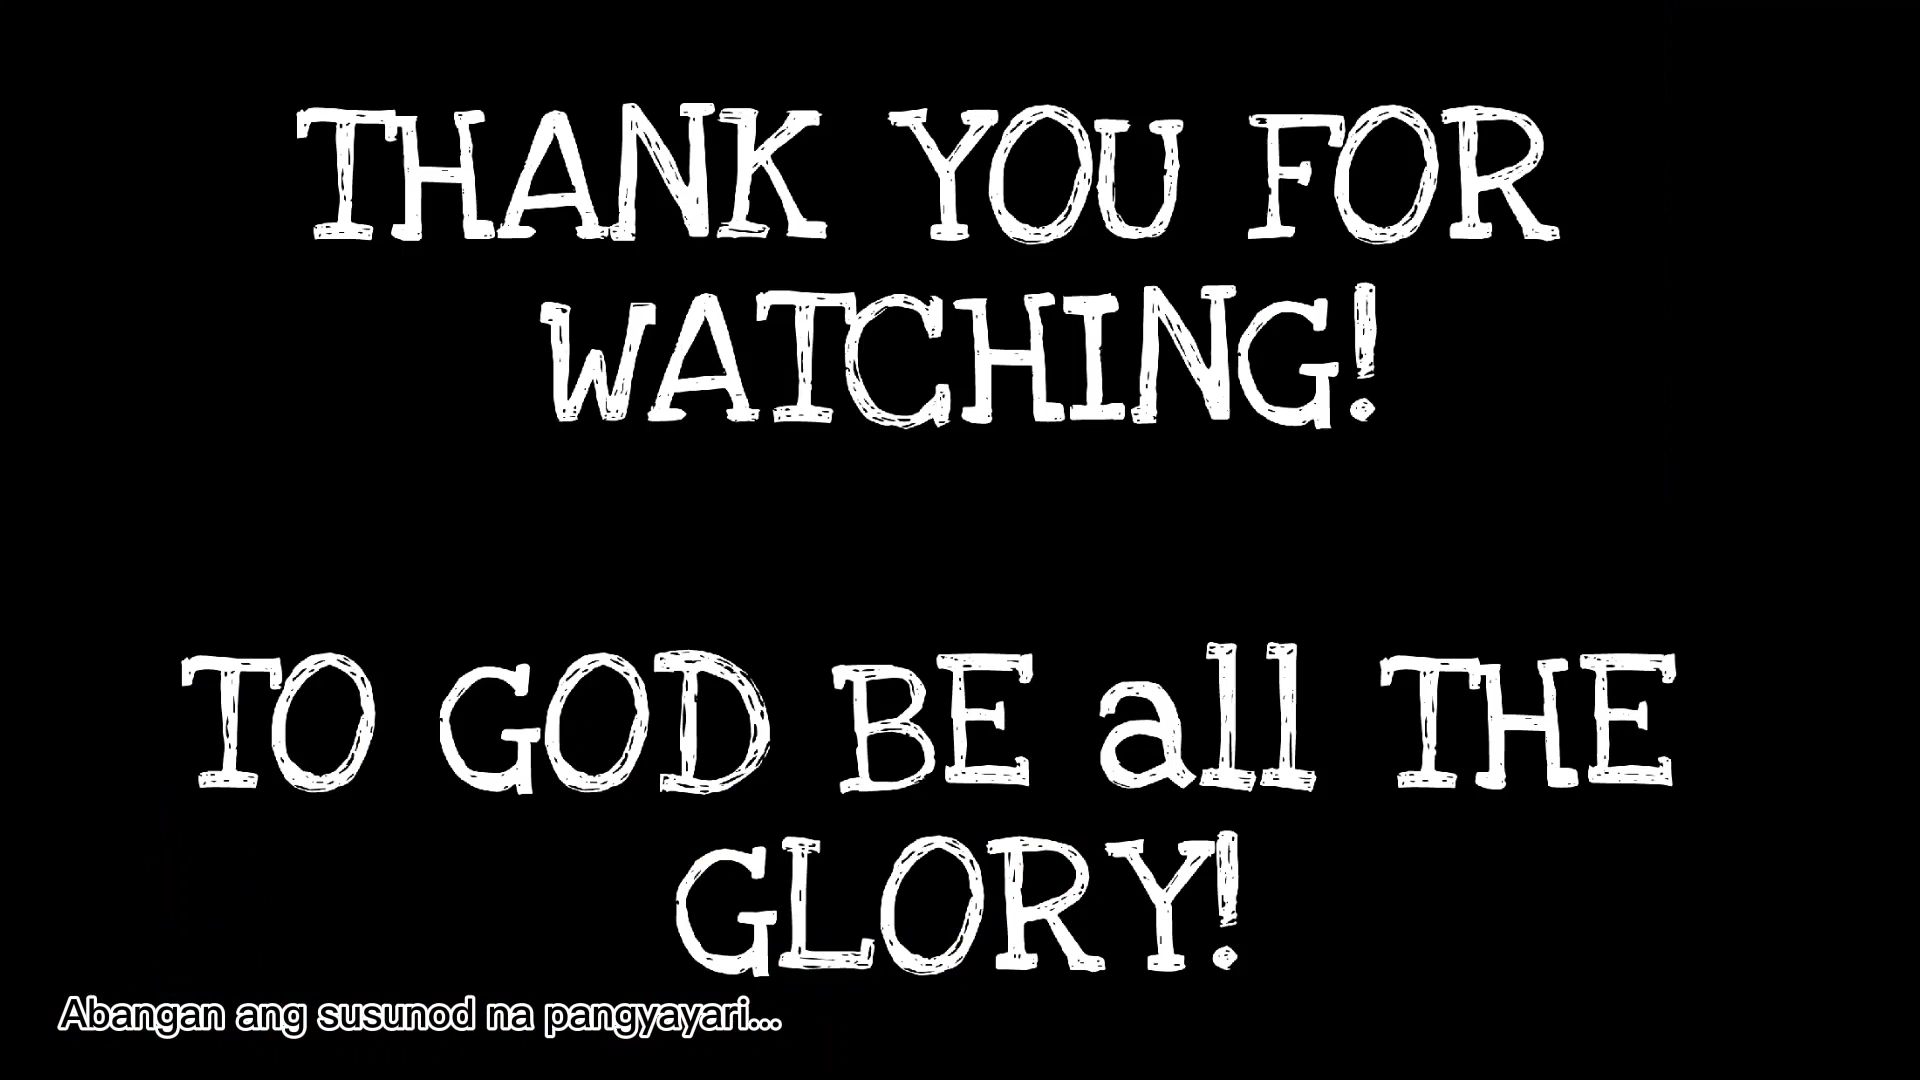 THANK YOU FOR
WATCHING!
TO GOD BE all THE
GLORY!
Abangan ang susunod na pangyayari...